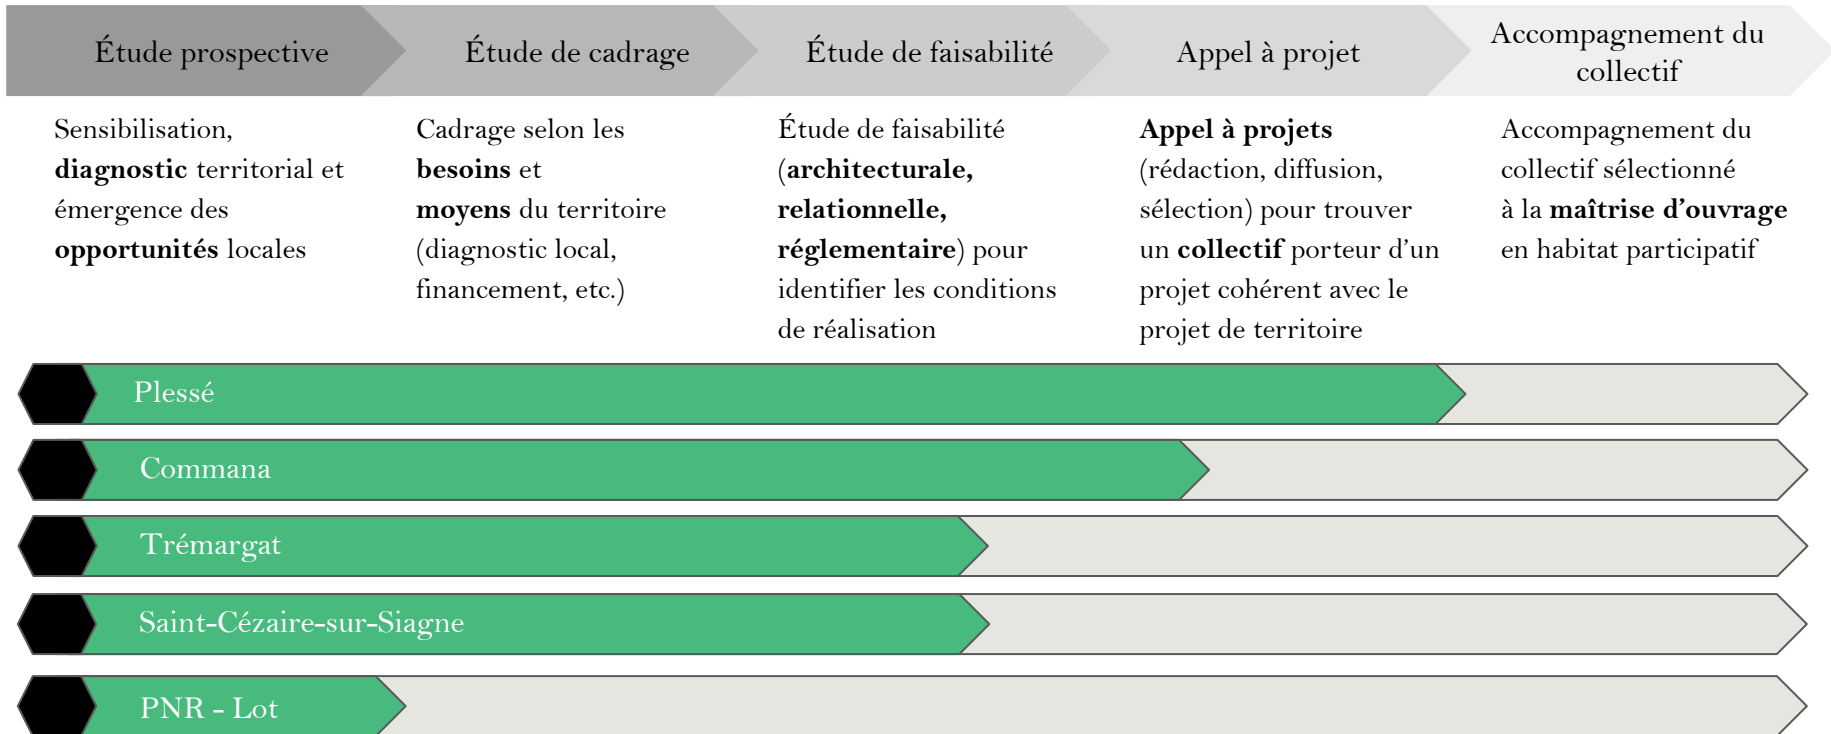 Étude prospective
Étude de cadrage
Étude de faisabilité
Appel à projet
Accompagnement du
collectif
Sensibilisation,
diagnostic territorial et
émergence des
opportunités locales
Cadrage selon les
besoins et
moyens du territoire
(diagnostic local,
financement, etc.)
Étude de faisabilité
(architecturale,
relationnelle,
réglementaire) pour
identifier les conditions
de réalisation
Appel à projets
(rédaction, diffusion,
sélection) pour trouver
un collectif porteur d'un
projet cohérent avec le
projet de territoire
Accompagnement du
collectif sélectionné
à la maîtrise d'ouvrage
en habitat participatif
Plessé
Commana
Trémargat
Saint-Cézaire-sur-Siagne
PNR - Lot